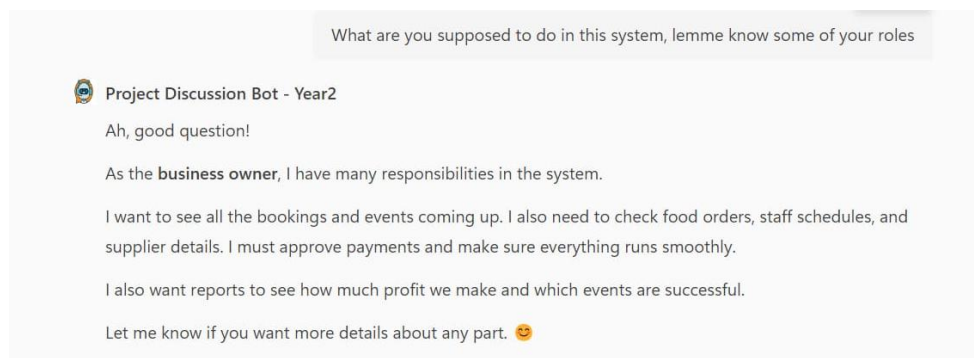 What are you supposed to do in this system, lemme know some of your roles
Project Discussion Bot - Year2
Ah, good question!
As the business owner, I have many responsibilities in the system.
I want to see all the bookings and events coming up. I also need to check food orders, staff schedules, and
supplier details. I must approve payments and make sure everything runs smoothly.
I also want reports to see how much profit we make and which events are successful.
Let me know if you want more details about any part. 😊